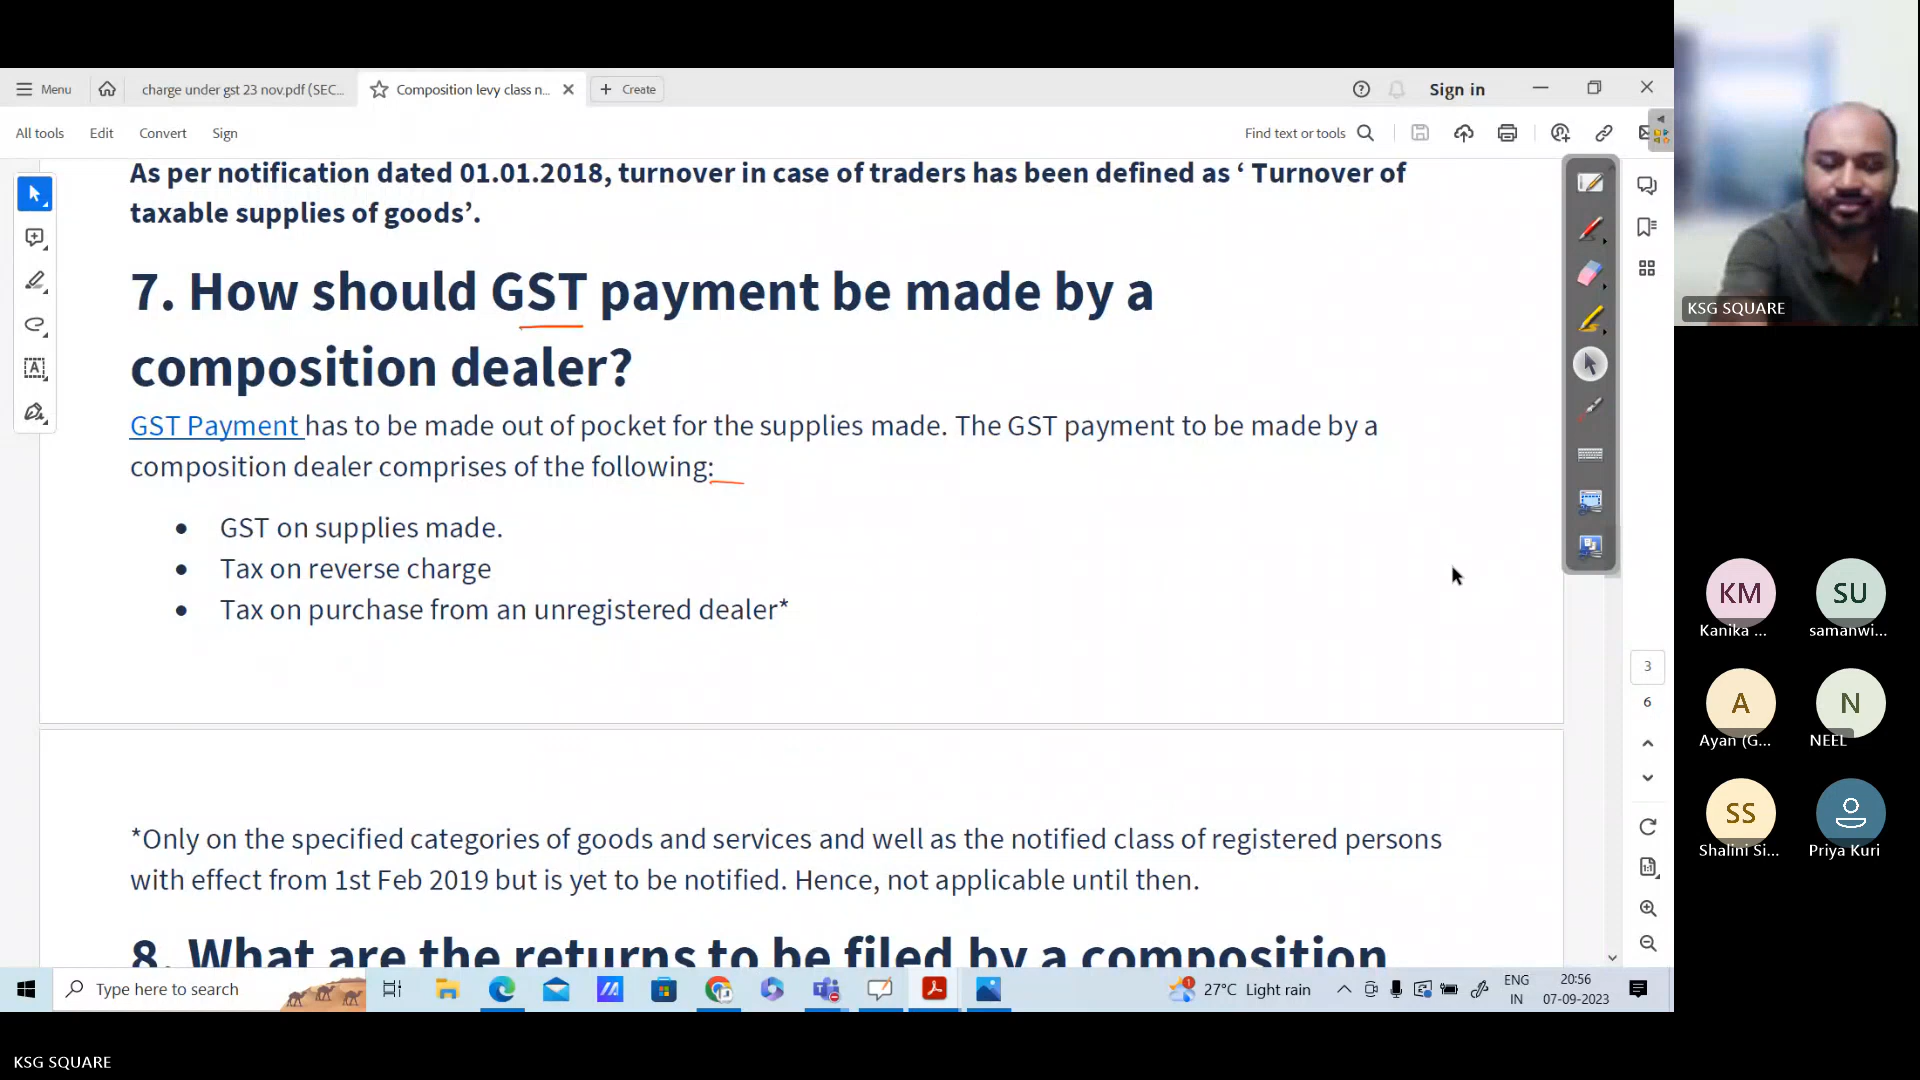 Menu
charge under gst 23 nov.pdf (SEC...
Composition levy class n...
Create
Sign in
All tools
Edit
Convert
Sign
Find text or tools
As per notification dated 01.01.2018, turnover in case of traders has been defined as ‘ Turnover of
taxable supplies of goods’.
7. How should GST payment be made by a
composition dealer?
GST Payment has to be made out of pocket for the supplies made. The GST payment to be made by a
composition dealer comprises of the following:
• GST on supplies made.
• Tax on reverse charge
• Tax on purchase from an unregistered dealer*
*Only on the specified categories of goods and services and well as the notified class of registered persons
with effect from 1st Feb 2019 but is yet to be notified. Hence, not applicable until then.
8. What are the returns to be filed by a composition
3
6
KSG SQUARE
KM
Kanika ...
SU
samanwi...
A
Ayan (G...
N
NEEL
SS
Shalini Si...
Priya Kuri
Type here to search
27°C Light rain
ENG
IN
20:56
07-09-2023
KSG SQUARE